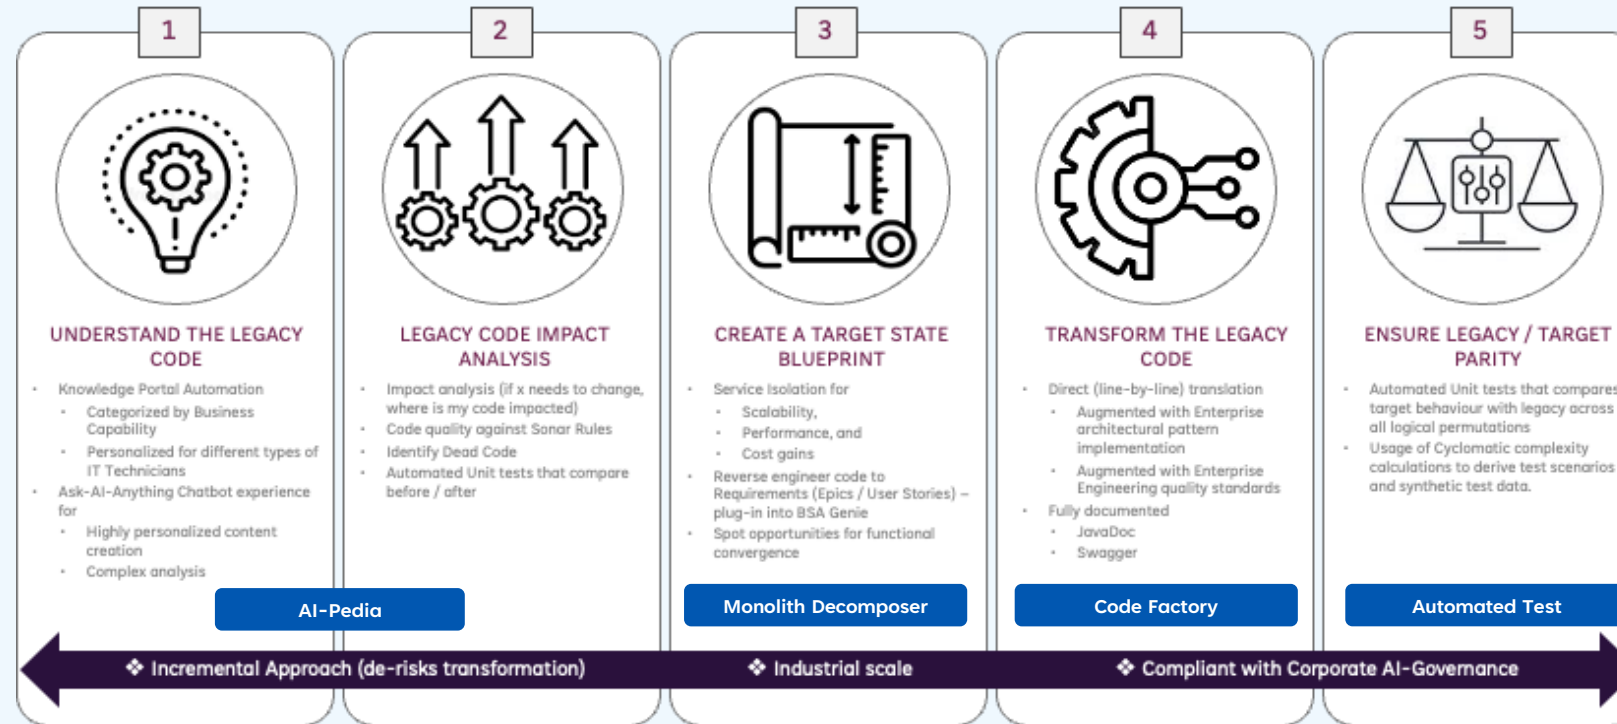 1
UNDERSTAND THE LEGACY
CODE
Knowledge Portal Automation
Categorized by Business
Capability
Personalized for different types of
IT Technicians
Ask-AI-Anything Chatbot experience
for
Highly personalized content
creation
Complex analysis
2
LEGACY CODE IMPACT
ANALYSIS
Impact analysis (if x needs to change,
where is my code impacted)
Code quality against Sonar Rules
Identify Dead Code
Automated Unit tests that compare
before / after
AI-Pedia
3
CREATE A TARGET STATE
BLUEPRINT
Service Isolation for
Scalability,
Performance, and
Cost gains
Reverse engineer code to
Requirements (Epics / User Stories) –
plug-in into BSA Genie
Spot opportunities for functional
convergence
Monolith Decomposer
4
TRANSFORM THE LEGACY
CODE
Direct (line-by-line) translation
Augmented with Enterprise
architectural pattern
implementation
Augmented with Enterprise
Engineering quality standards
Fully documented
JavaDoc
Swagger
Code Factory
5
ENSURE LEGACY / TARGET
PARITY
Automated Unit tests that compares
target behaviour with legacy across
all logical permutations
Usage of Cyclomatic complexity
calculations to derive test scenarios
and synthetic test data.
Automated Test
❖ Incremental Approach (de-risks transformation)
❖ Industrial scale
❖ Compliant with Corporate AI-Governance